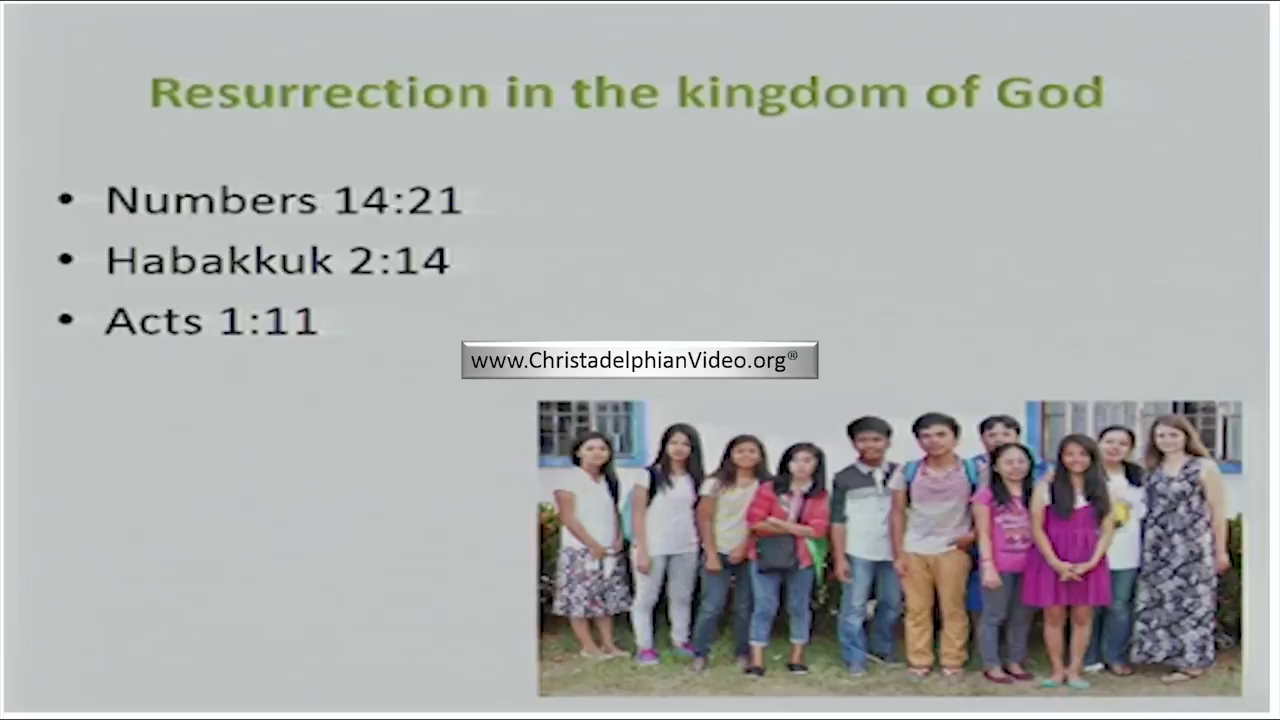 Resurrection in the kingdom of God
• Numbers 14:21
• Habakkuk 2:14
• Acts 1:11
www.ChristadelphianVideo.org®